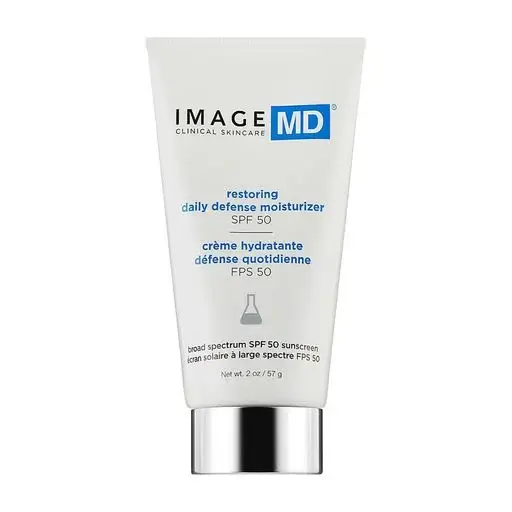 IMAGE MD®
CLINICAL SKINCARE
restoring
daily defense moisturizer
SPF 50
crème hydratante
défense quotidienne
FPS 50
broad spectrum SPF 50 sunscreen
écran solaire à large spectre FPS 50
Net wt. 2 oz / 57 g